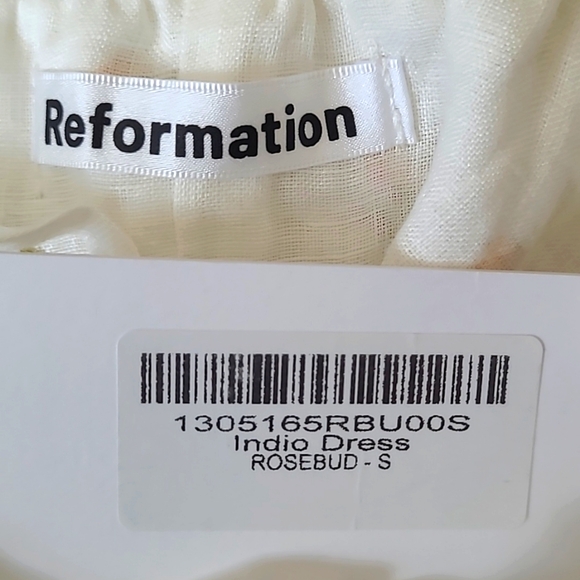 Reformation
1305165RBU00S
Indio Dress
ROSEBUD - S